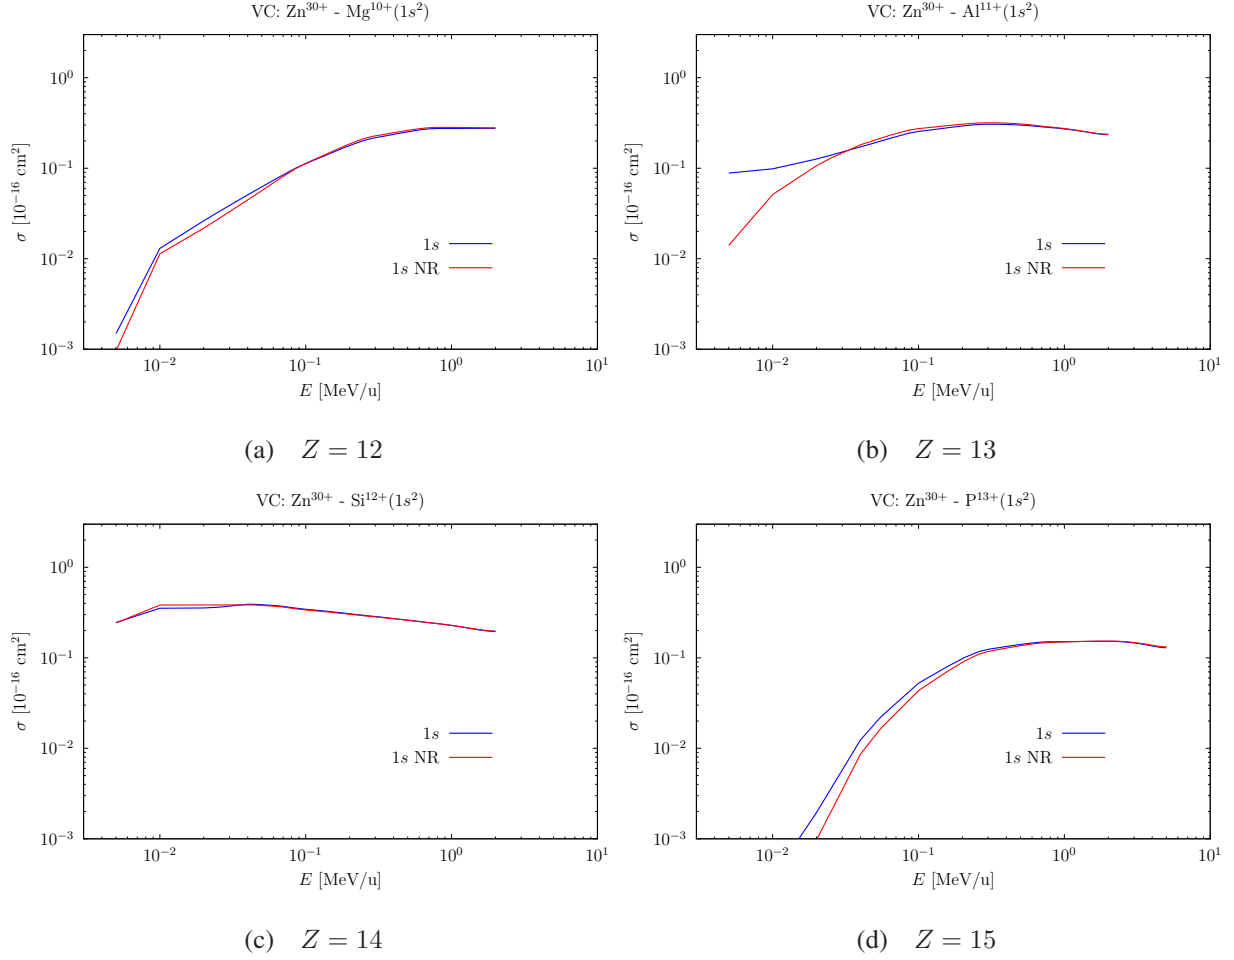 VC: Zn³⁰⁺ - Mg¹⁰⁺(1s²)
10⁰
10⁻¹
10⁻²
10⁻³
σ [10⁻¹⁶ cm²]
1s
1s NR
10⁻² 10⁻¹ 10⁰ 10¹
E [MeV/u]
(a) Z = 12
VC: Zn³⁰⁺ - Al¹¹⁺(1s²)
10⁰
10⁻¹
10⁻²
10⁻³
σ [10⁻¹⁶ cm²]
1s
1s NR
10⁻² 10⁻¹ 10⁰ 10¹
E [MeV/u]
(b) Z = 13
VC: Zn³⁰⁺ - Si¹²⁺(1s²)
10⁰
10⁻¹
10⁻²
10⁻³
σ [10⁻¹⁶ cm²]
1s
1s NR
10⁻² 10⁻¹ 10⁰ 10¹
E [MeV/u]
(c) Z = 14
VC: Zn³⁰⁺ - P¹³⁺(1s²)
10⁰
10⁻¹
10⁻²
10⁻³
σ [10⁻¹⁶ cm²]
1s
1s NR
10⁻² 10⁻¹ 10⁰ 10¹
E [MeV/u]
(d) Z = 15